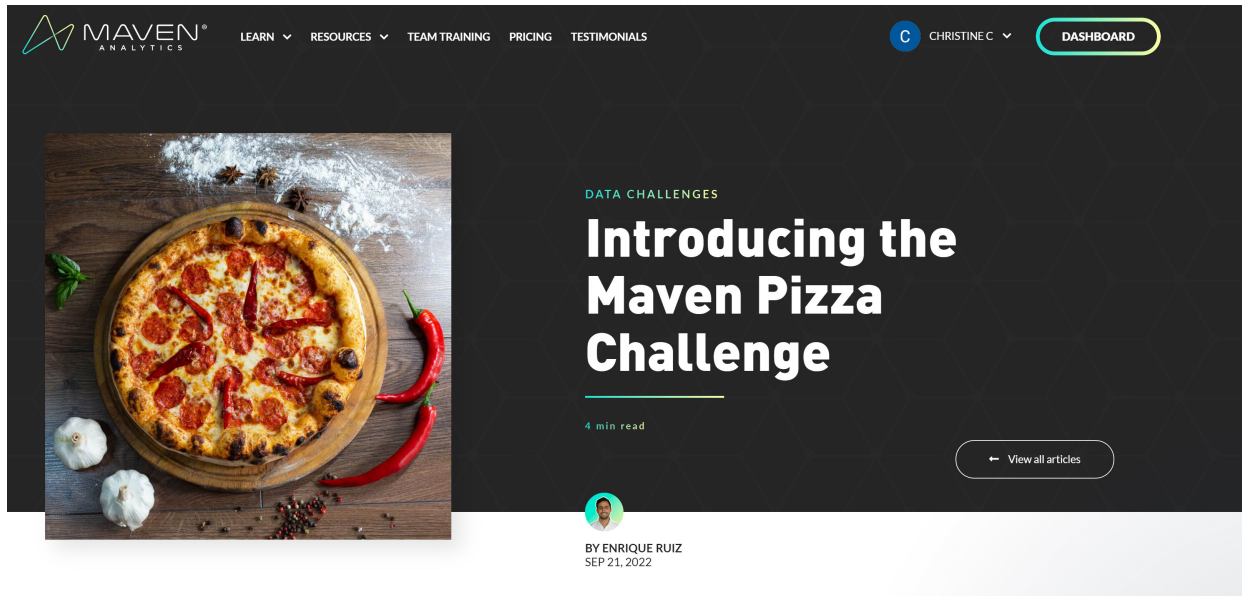 MAVEN®
ANALYTICS
LEARN
RESOURCES
TEAM TRAINING
PRICING
TESTIMONIALS
C
CHRISTINE C
DASHBOARD
DATA CHALLENGES
Introducing the
Maven Pizza
Challenge
4 min read
← View all articles
BY ENRIQUE RUIZ
SEP 21, 2022